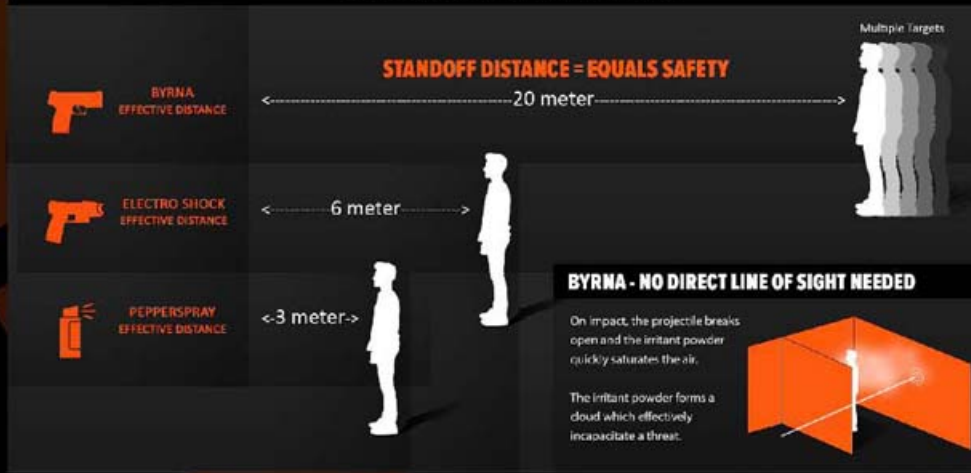 Multiple Targets
STANDOFF DISTANCE = EQUALS SAFETY
BYRNA
EFFECTIVE DISTANCE
20 meter
ELECTRO SHOCK
EFFECTIVE DISTANCE
6 meter
PEPPERSPRAY
EFFECTIVE DISTANCE
3 meter
BYRNA - NO DIRECT LINE OF SIGHT NEEDED
On impact, the projectile breaks
open and the irritant powder
quickly saturates the air.
The irritant powder forms a
cloud which effectively
incapacitate a threat.